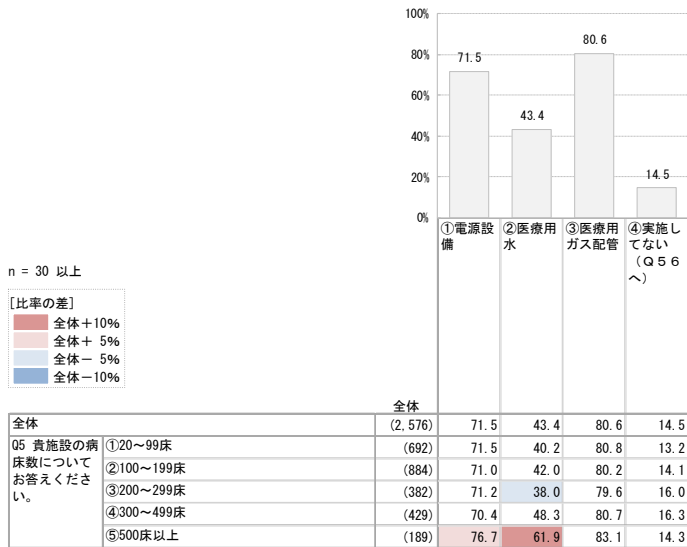 100%
80%
60%
40%
20%
0%
71.5
43.4
80.6
14.5
①電源設備
②医療用水
③医療用ガス配管
④実施してない（Ｑ５６へ）
n = 30 以上
[比率の差]
全体＋10%
全体＋ 5%
全体－ 5%
全体－10%
全体
全体 (2,576) 71.5 43.4 80.6 14.5
Q5 貴施設の病床数についてお答えください。
①20～99床 (692) 71.5 40.2 80.8 13.2
②100～199床 (884) 71.0 42.0 80.2 14.1
③200～299床 (382) 71.2 38.0 79.6 16.0
④300～499床 (429) 70.4 48.3 80.7 16.3
⑤500床以上 (189) 76.7 61.9 83.1 14.3